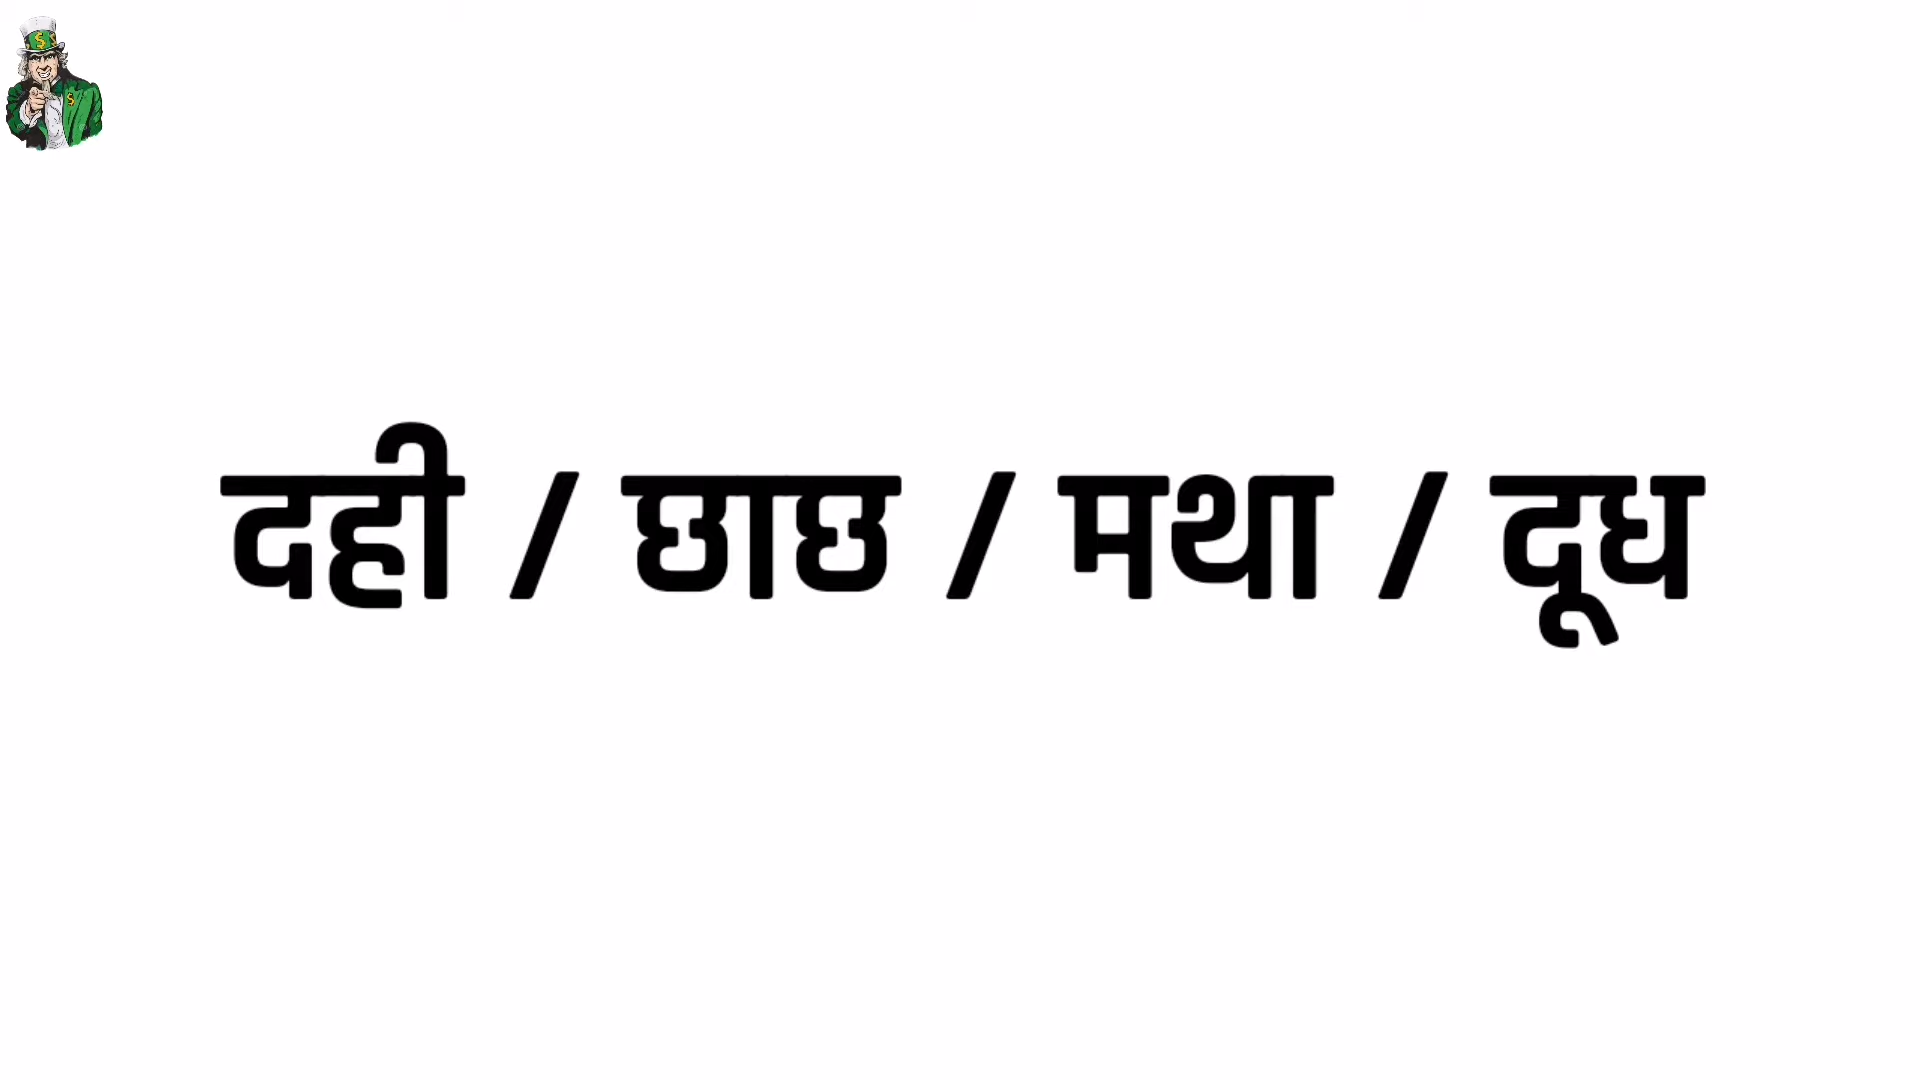 दही / छाछ / मथा / दूध